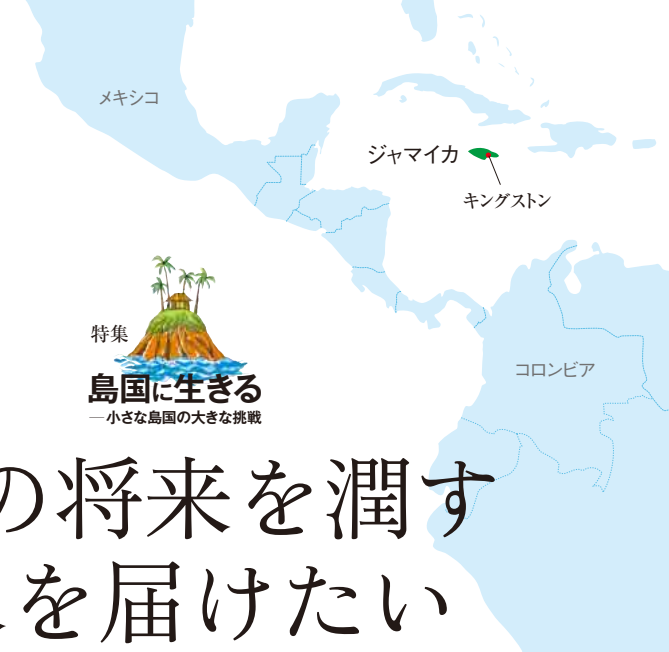 メキシコ
ジャマイカ
キングストン
特集
島国に生きる
―小さな島国の大きな挑戦
コロンビア
の将来を潤す
を届けたい